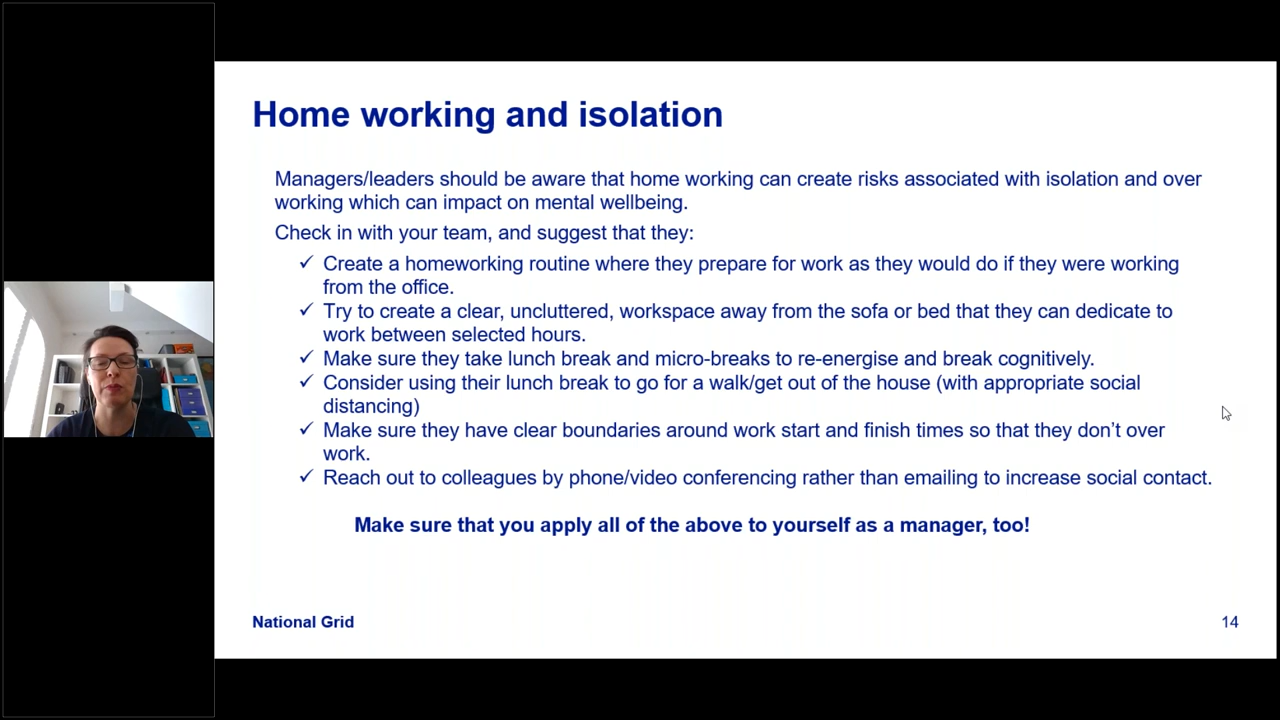 Home working and isolation
Managers/leaders should be aware that home working can create risks associated with isolation and over
working which can impact on mental wellbeing.
Check in with your team, and suggest that they:
✓ Create a homeworking routine where they prepare for work as they would do if they were working
from the office.
✓ Try to create a clear, uncluttered, workspace away from the sofa or bed that they can dedicate to
work between selected hours.
✓ Make sure they take lunch break and micro-breaks to re-energise and break cognitively.
✓ Consider using their lunch break to go for a walk/get out of the house (with appropriate social
distancing)
✓ Make sure they have clear boundaries around work start and finish times so that they don’t over
work.
✓ Reach out to colleagues by phone/video conferencing rather than emailing to increase social contact.
Make sure that you apply all of the above to yourself as a manager, too!
National Grid
14